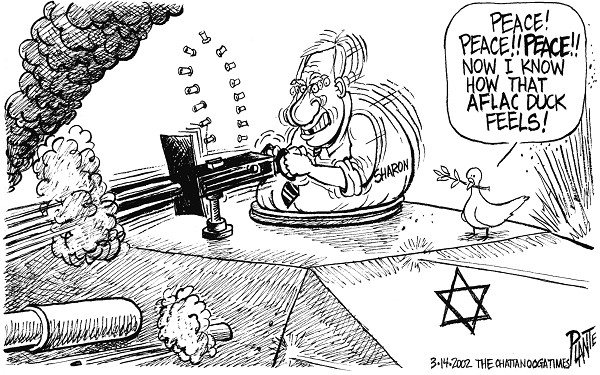 PEACE!
PEACE!! PEACE!!
NOW I KNOW
HOW THAT
AFLAC DUCK
FEELS!
SHARON
PLANTE
3-14-2002 THE CHATTANOOGA TIMES